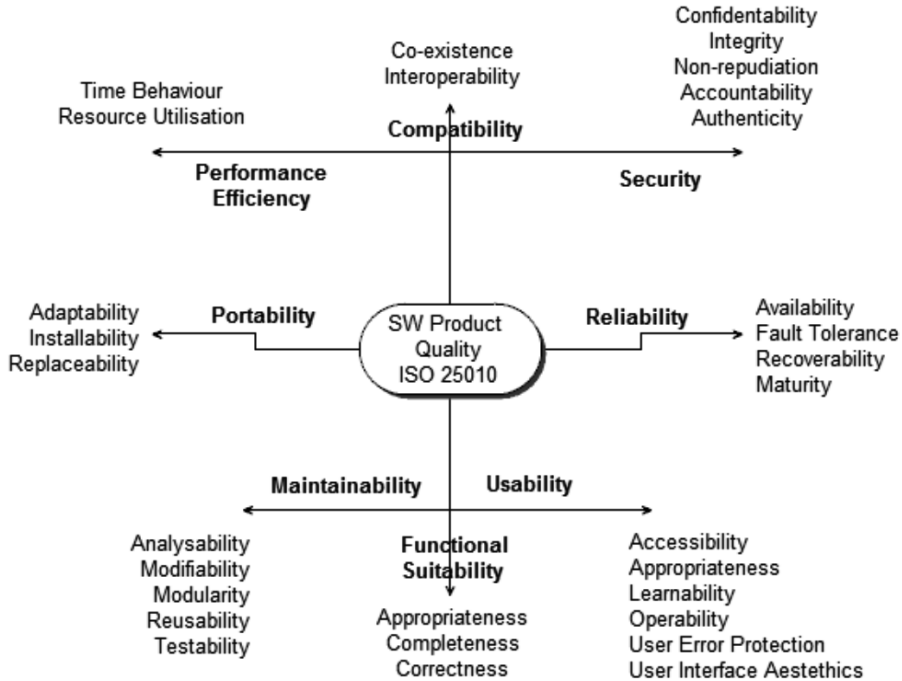 Confidentability
Integrity
Non-repudiation
Accountability
Authenticity
Co-existence
Interoperability
Time Behaviour
Resource Utilisation
Compatibility
Performance
Efficiency
Security
Adaptability
Installability
Replaceability
Portability
SW Product
Quality
ISO 25010
Reliability
Availability
Fault Tolerance
Recoverability
Maturity
Maintainability
Usability
Analysability
Modifiability
Modularity
Reusability
Testability
Functional
Suitability
Appropriateness
Completeness
Correctness
Accessibility
Appropriateness
Learnability
Operability
User Error Protection
User Interface Aestethics